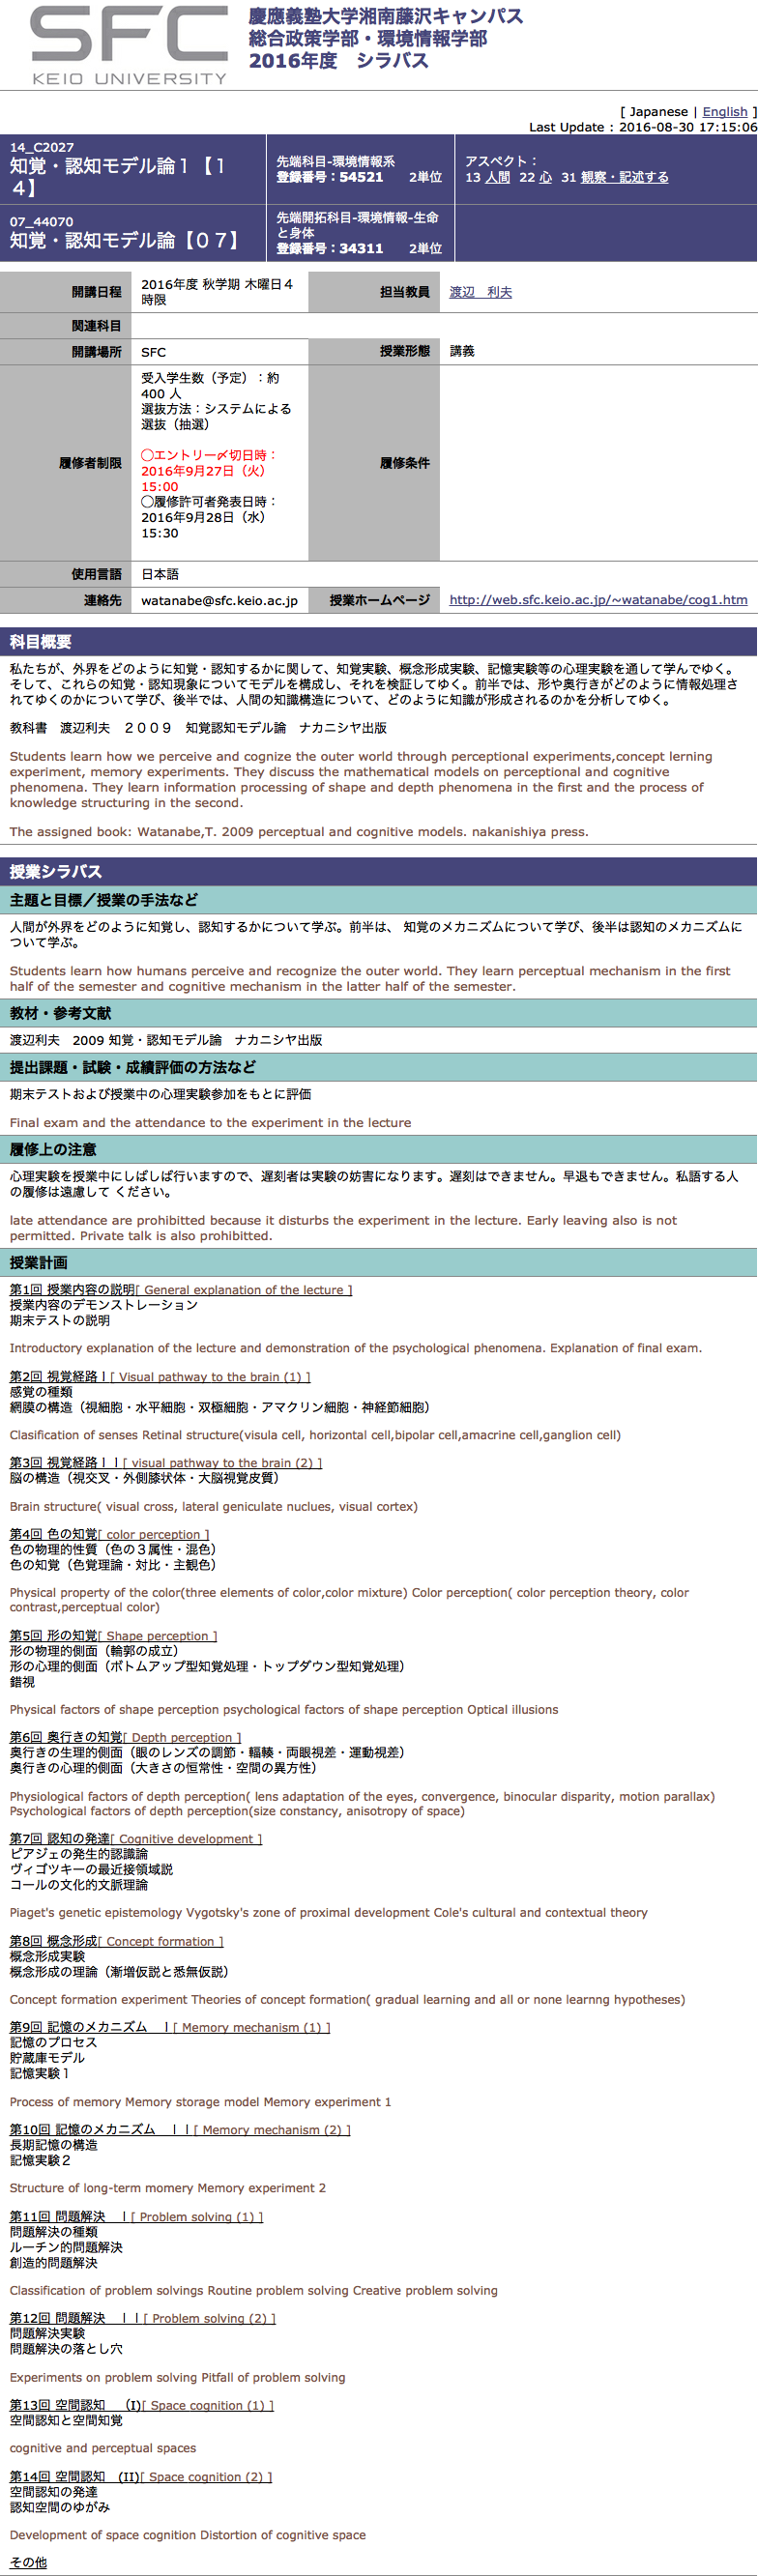 SFC
KEIO UNIVERSITY
慶應義塾大学湘南藤沢キャンパス
総合政策学部・環境情報学部
2016年度　シラバス
[ Japanese | English ]
Last Update : 2016-08-30 17:15:06
14_C2027
知覚・認知モデル論１【１
４】
先端科目-環境情報系
登録番号：54521　　2単位
アスペクト：
13 人間 22 心 31 観察・記述する
07_44070
知覚・認知モデル論【０７】
先端開拓科目-環境情報-生命
と身体
登録番号：34311　　2単位
開講日程
2016年度 秋学期 木曜日４
時限
担当教員
渡辺　利夫
関連科目
開講場所
SFC
授業形態
講義
履修者制限
受入学生数（予定）：約
400 人
選抜方法：システムによる
選抜（抽選）
◯エントリー〆切日時：
2016年9月27日（火）
15:00
◯履修許可者発表日時：
2016年9月28日（水）
15:30
履修条件
使用言語
日本語
連絡先
watanabe@sfc.keio.ac.jp
授業ホームページ
http://web.sfc.keio.ac.jp/~watanabe/cog1.htm
科目概要
私たちが、外界をどのように知覚・認知するかに関して、知覚実験、概念形成実験、記憶実験等の心理実験を通して学んでゆく。
そして、これらの知覚・認知現象についてモデルを構成し、それを検証してゆく。前半では、形や奥行きがどのように情報処理さ
れてゆくのかについて学び、後半では、人間の知識構造について、どのように知識が形成されるのかを分析してゆく。
教科書　渡辺利夫　２００９　知覚認知モデル論　ナカニシヤ出版
Students learn how we perceive and cognize the outer world through perceptional experiments,concept lerning
experiment, memory experiments. They discuss the mathematical models on perceptional and cognitive
phenomena. They learn information processing of shape and depth phenomena in the first and the process of
knowledge structuring in the second.
The assigned book: Watanabe,T. 2009 perceptual and cognitive models. nakanishiya press.
授業シラバス
主題と目標／授業の手法など
人間が外界をどのように知覚し、認知するかについて学ぶ。前半は、 知覚のメカニズムについて学び、後半は認知のメカニズムに
ついて学ぶ。
Students learn how humans perceive and recognize the outer world. They learn perceptual mechanism in the first
half of the semester and cognitive mechanism in the latter half of the semester.
教材・参考文献
渡辺利夫　2009 知覚・認知モデル論　ナカニシヤ出版
提出課題・試験・成績評価の方法など
期末テストおよび授業中の心理実験参加をもとに評価
Final exam and the attendance to the experiment in the lecture
履修上の注意
心理実験を授業中にしばしば行いますので、遅刻者は実験の妨害になります。遅刻はできません。早退もできません。私語する人
の履修は遠慮して ください。
late attendance are prohibitted because it disturbs the experiment in the lecture. Early leaving also is not
permitted. Private talk is also prohibitted.
授業計画
第1回 授業内容の説明[ General explanation of the lecture ]
授業内容のデモンストレーション
期末テストの説明
Introductory explanation of the lecture and demonstration of the psychological phenomena. Explanation of final exam.
第2回 視覚経路Ｉ[ Visual pathway to the brain (1) ]
感覚の種類
網膜の構造（視細胞・水平細胞・双極細胞・アマクリン細胞・神経節細胞）
Clasification of senses Retinal structure(visula cell, horizontal cell,bipolar cell,amacrine cell,ganglion cell)
第3回 視覚経路ＩＩ[ visual pathway to the brain (2) ]
脳の構造（視交叉・外側膝状体・大脳視覚皮質）
Brain structure( visual cross, lateral geniculate nuclues, visual cortex)
第4回 色の知覚[ color perception ]
色の物理的性質（色の３属性・混色）
色の知覚（色覚理論・対比・主観色）
Physical property of the color(three elements of color,color mixture) Color perception( color perception theory, color
contrast,perceptual color)
第5回 形の知覚[ Shape perception ]
形の物理的側面（輪郭の成立）
形の心理的側面（ボトムアップ型知覚処理・トップダウン型知覚処理）
錯視
Physical factors of shape perception psychological factors of shape perception Optical illusions
第6回 奥行きの知覚[ Depth perception ]
奥行きの生理的側面（眼のレンズの調節・輻輳・両眼視差・運動視差）
奥行きの心理的側面（大きさの恒常性・空間の異方性）
Physiological factors of depth perception( lens adaptation of the eyes, convergence, binocular disparity, motion parallax)
Psychological factors of depth perception(size constancy, anisotropy of space)
第7回 認知の発達[ Cognitive development ]
ピアジェの発生的認識論
ヴィゴツキーの最近接領域説
コールの文化的文脈理論
Piaget's genetic epistemology Vygotsky's zone of proximal development Cole's cultural and contextual theory
第8回 概念形成[ Concept formation ]
概念形成実験
概念形成の理論（漸増仮説と悉無仮説）
Concept formation experiment Theories of concept formation( gradual learning and all or none learnng hypotheses)
第9回 記憶のメカニズム　Ｉ[ Memory mechanism (1) ]
記憶のプロセス
貯蔵庫モデル
記憶実験１
Process of memory Memory storage model Memory experiment 1
第10回 記憶のメカニズム　ＩＩ[ Memory mechanism (2) ]
長期記憶の構造
記憶実験２
Structure of long-term momery Memory experiment 2
第11回 問題解決　Ｉ[ Problem solving (1) ]
問題解決の種類
ルーチン的問題解決
創造的問題解決
Classification of problem solvings Routine problem solving Creative problem solving
第12回 問題解決　ＩＩ[ Problem solving (2) ]
問題解決実験
問題解決の落とし穴
Experiments on problem solving Pitfall of problem solving
第13回 空間認知　（I)[ Space cognition (1) ]
空間認知と空間知覚
cognitive and perceptual spaces
第14回 空間認知　(II)[ Space cognition (2) ]
空間認知の発達
認知空間のゆがみ
Development of space cognition Distortion of cognitive space
その他